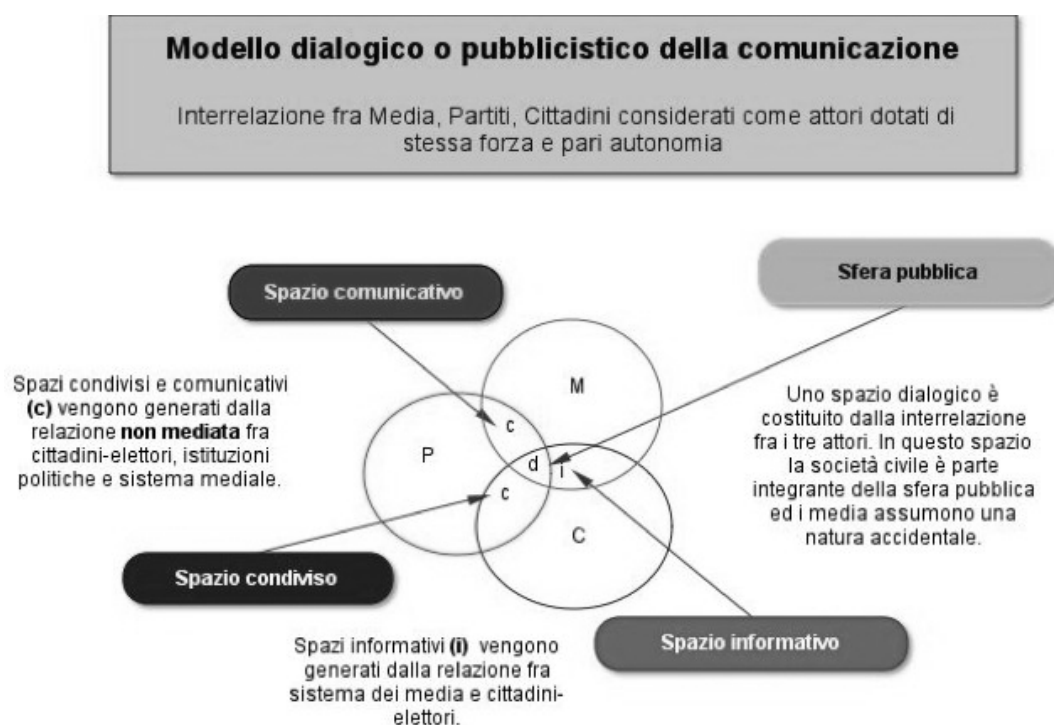 Modello dialogico o pubblicistico della comunicazione
Interrelazione fra Media, Partiti, Cittadini considerati come attori dotati di
stessa forza e pari autonomia
Sfera pubblica
Spazio comunicativo
Spazi condivisi e comunicativi
(c) vengono generati dalla
relazione non mediata fra
cittadini-elettori, istituzioni
politiche e sistema mediale.
M
c
P
d
i
c
C
Uno spazio dialogico è
costituito dalla interrelazione
fra i tre attori. In questo spazio
la società civile è parte
integrante della sfera pubblica
ed i media assumono una
natura accidentale.
Spazio condiviso
Spazio informativo
Spazi informativi (i) vengono
generati dalla relazione fra
sistema dei media e cittadini-
elettori.